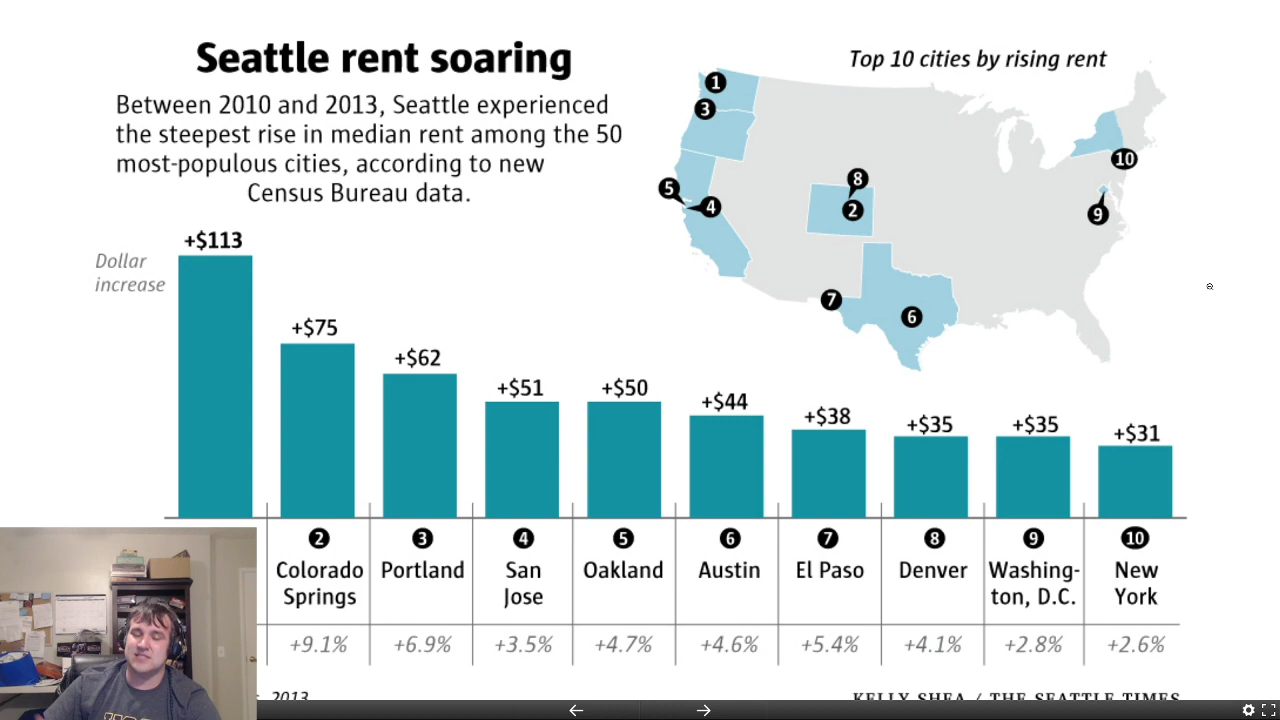 Seattle rent soaring
Top 10 cities by rising rent
Between 2010 and 2013, Seattle experienced
the steepest rise in median rent among the 50
most-populous cities, according to new
Census Bureau data.
1
3
5
4
8
2
7
6
10
9
Dollar
increase
+$113
+$75
+$62
+$51
+$50
+$44
+$38
+$35
+$35
+$31
2
3
4
5
6
7
8
9
10
Colorado
Springs
Portland
San
Jose
Oakland
Austin
El Paso
Denver
Washing-
ton, D.C.
New
York
+9.1%
+6.9%
+3.5%
+4.7%
+4.6%
+5.4%
+4.1%
+2.8%
+2.6%
2013
KELLY SHEA / THE SEATTLE TIMES